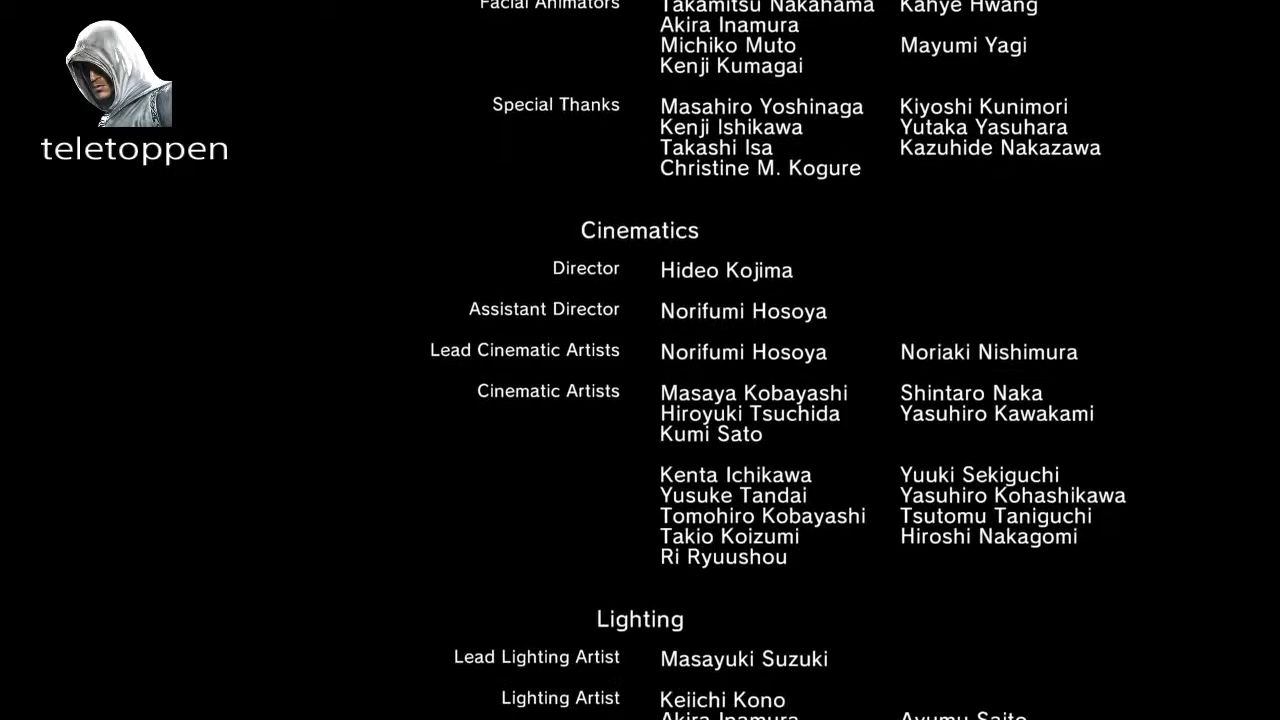 Facial Animators Takamitsu Nakahama Kahye Hwang
Akira Inamura
Michiko Muto Mayumi Yagi
Kenji Kumagai
Special Thanks Masahiro Yoshinaga Kiyoshi Kunimori
Kenji Ishikawa Yutaka Yasuhara
Takashi Isa Kazuhide Nakazawa
Christine M. Kogure
teletoppen
Cinematics
Director Hideo Kojima
Assistant Director Norifumi Hosoya
Lead Cinematic Artists Norifumi Hosoya Noriaki Nishimura
Cinematic Artists Masaya Kobayashi Shintaro Naka
Hiroyuki Tsuchida Yasuhiro Kawakami
Kumi Sato
Kenta Ichikawa Yuuki Sekiguchi
Yusuke Tandai Yasuhiro Kohashikawa
Tomohiro Kobayashi Tsutomu Taniguchi
Takio Koizumi Hiroshi Nakagomi
Ri Ryuushou
Lighting
Lead Lighting Artist Masayuki Suzuki
Lighting Artist Keiichi Kono
Akira Inamura Ayumu Saito